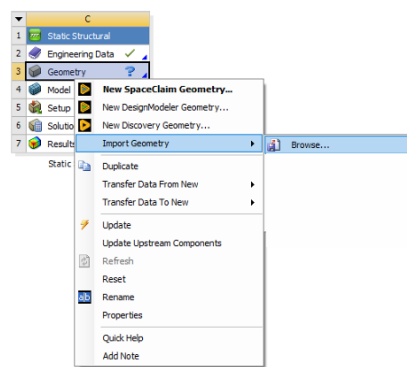 C
1 Static Structural
2 Engineering Data
3 Geometry ?
4 Model
5 Setup
6 Solutio
7 Results
Static
New SpaceClaim Geometry...
New DesignModeler Geometry...
New Discovery Geometry...
Import Geometry
Browse...
Duplicate
Transfer Data From New
Transfer Data To New
Update
Update Upstream Components
Refresh
Reset
ab Rename
Properties
Quick Help
Add Note